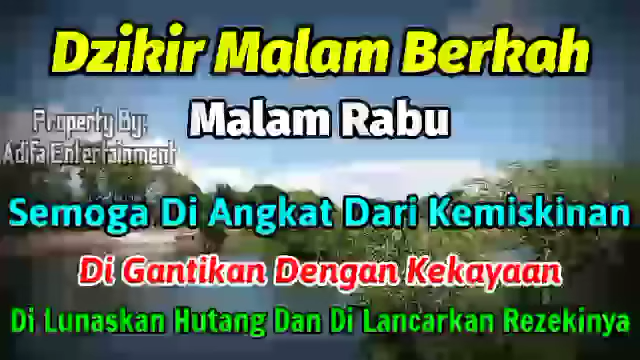 Dzikir Malam Berkah
Malam Rabu
Property By:
Adifa Entertainment
Semoga Di Angkat Dari Kemiskinan
Di Gantikan Dengan Kekayaan
Di Lunaskan Hutang Dan Di Lancarkan Rezekinya